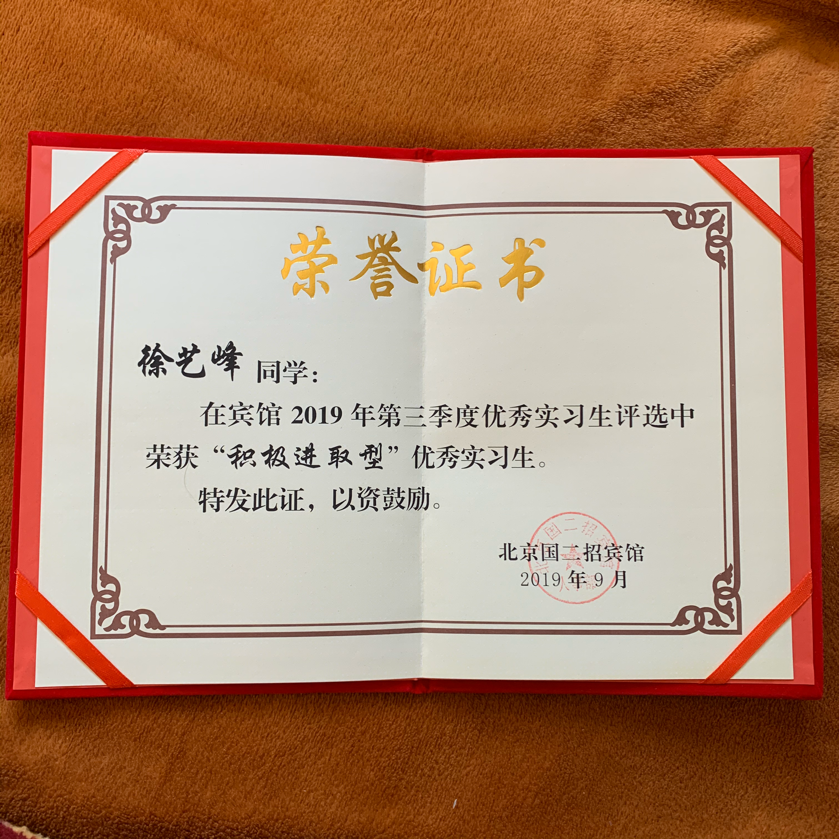 荣誉证书
徐艺峰 同学：
在宾馆 2019 年第三季度优秀实习生评选中
荣获“积极进取型”优秀实习生。
特发此证，以资鼓励。
北京国二招宾馆
2019 年 9 月